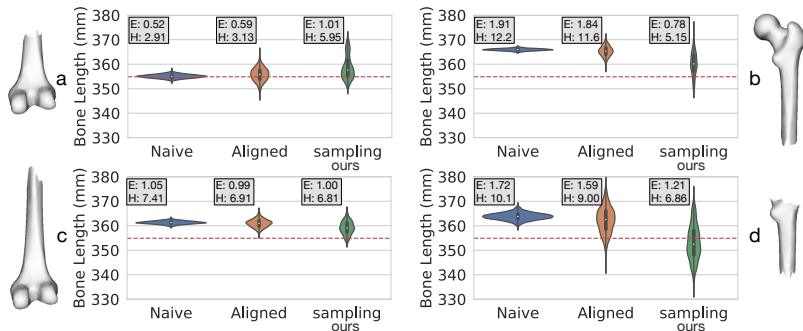 380
370
360
350
340
330
Bone Length (mm)
E: 0.52
H: 2.91
E: 0.59
H: 3.13
E: 1.01
H: 5.95
Naive
Aligned
sampling
ours
a
380
370
360
350
340
330
Bone Length (mm)
E: 1.91
H: 12.2
E: 1.84
H: 11.6
E: 0.78
H: 5.15
Naive
Aligned
sampling
ours
b
380
370
360
350
340
330
Bone Length (mm)
E: 1.05
H: 7.41
E: 0.99
H: 6.91
E: 1.00
H: 6.81
Naive
Aligned
sampling
ours
c
380
370
360
350
340
330
Bone Length (mm)
E: 1.72
H: 10.1
E: 1.59
H: 9.00
E: 1.21
H: 6.86
Naive
Aligned
sampling
ours
d